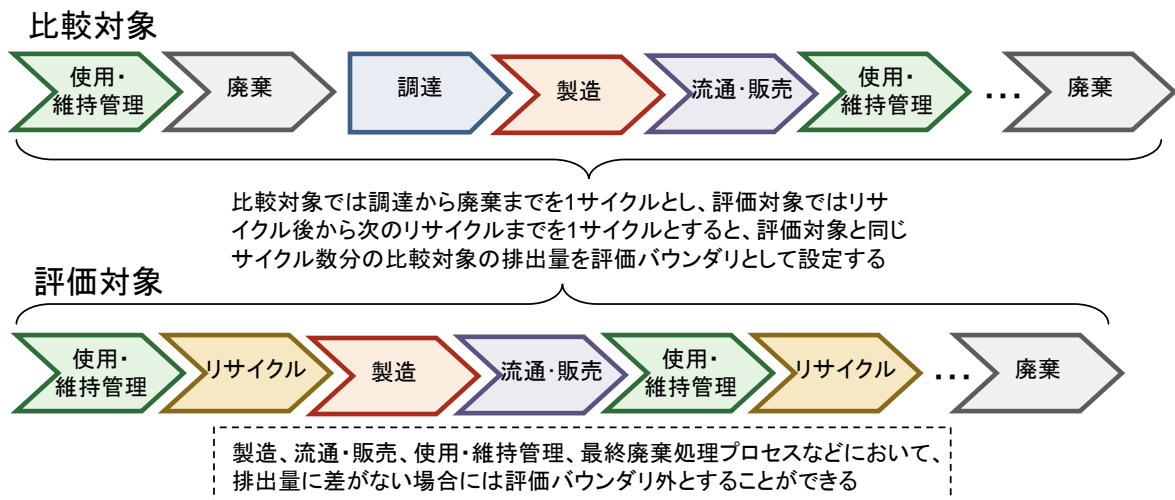 比較対象
使用・
維持管理
廃棄
調達
製造
流通・販売
使用・
維持管理
...
廃棄
比較対象では調達から廃棄までを1サイクルとし、評価対象ではリサ
イクル後から次のリサイクルまでを1サイクルとすると、評価対象と同じ
サイクル数分の比較対象の排出量を評価バウンダリとして設定する
評価対象
使用・
維持管理
リサイクル
製造
流通・販売
使用・
維持管理
リサイクル
...
廃棄
製造、流通・販売、使用・維持管理、最終廃棄処理プロセスなどにおいて、
排出量に差がない場合には評価バウンダリ外とすることができる